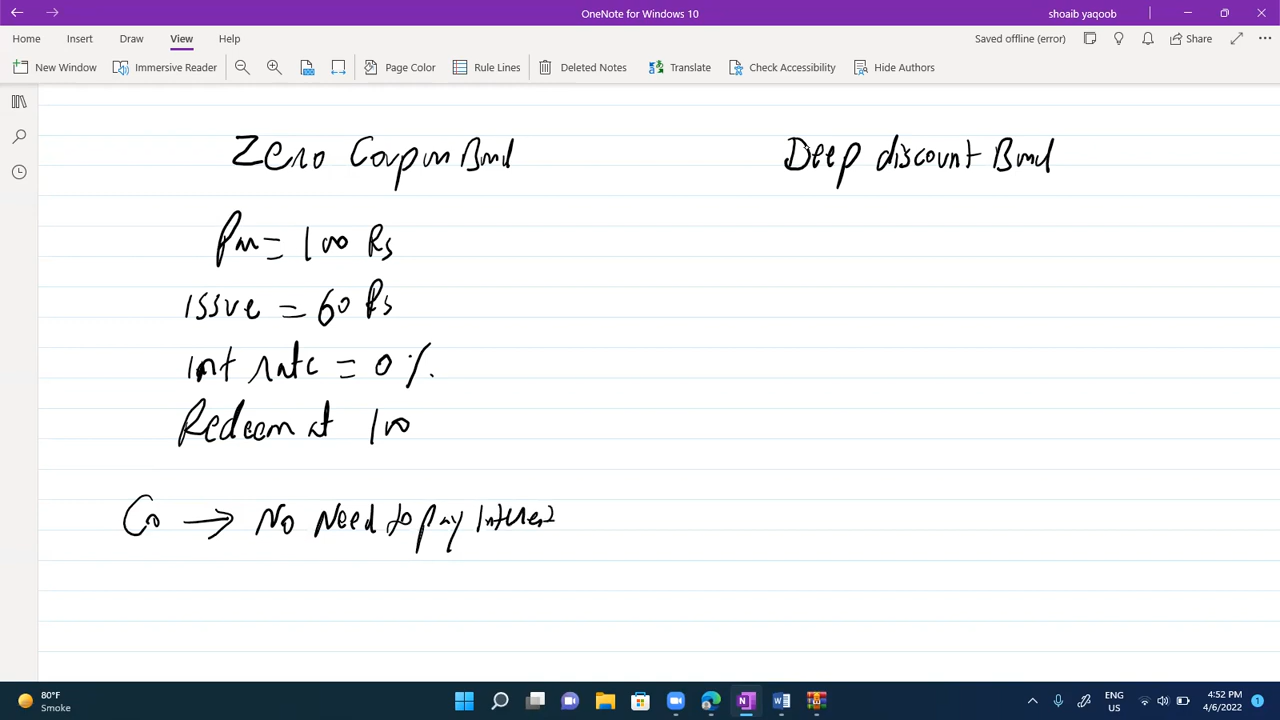 OneNote for Windows 10
shoaib yaqoob
Home Insert Draw View Help
Saved offline (error)
Share
New Window
Immersive Reader
Page Color
Rule Lines
Deleted Notes
Translate
Check Accessibility
Hide Authors
Zero Coupon Bond
Deep discount Bond
= 100 Rs
issue = 60 Rs
int rate = 0 %
Redeem at 100
Co → No Need to pay Interest
80°F
Smoke
ENG
US
4:52 PM
4/6/2022